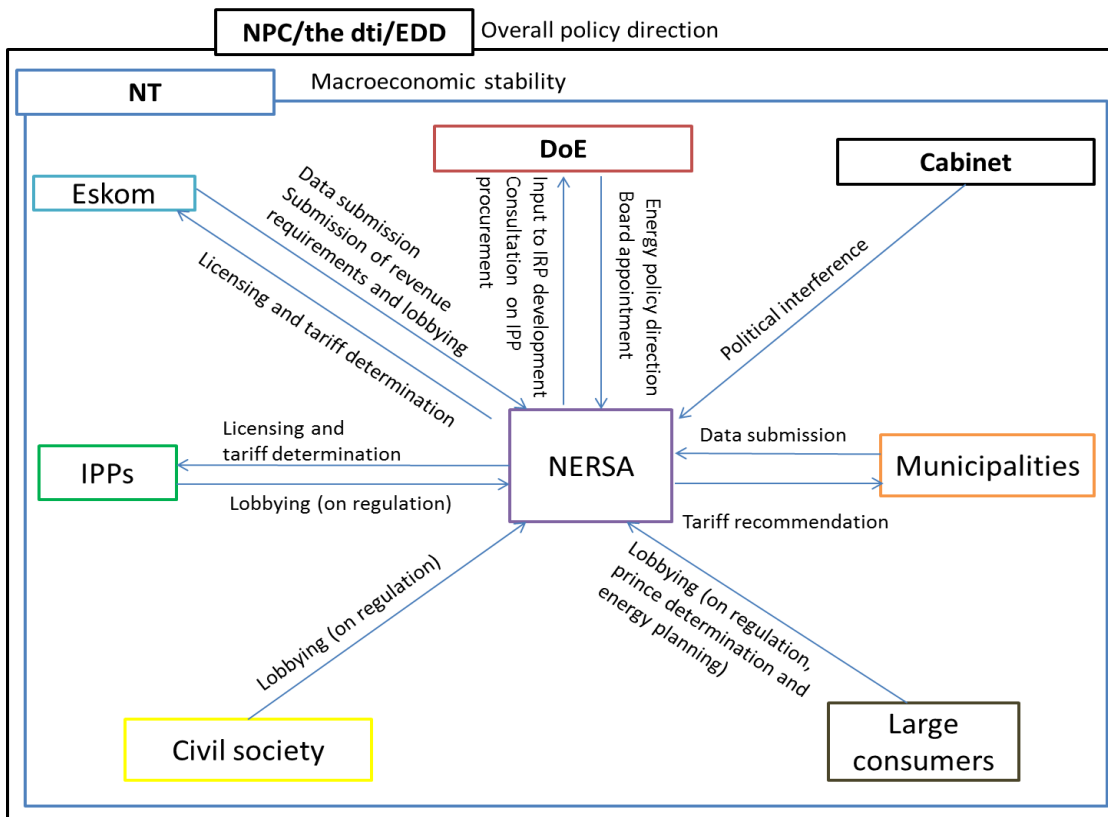 NPC/the dti/EDD
Overall policy direction
NT
Macroeconomic stability
DoE
Cabinet
Eskom
Data submission
Submission of revenue
requirements and lobbying
Licensing and tariff determination
Input to IRP development
Consultation on IPP
procurement
Energy policy direction
Board appointment
Political interference
IPPs
Licensing and
tariff determination
Lobbying (on regulation)
NERSA
Data submission
Municipalities
Tariff recommendation
Lobbying (on regulation)
Lobbying (on regulation,
prince determination and
energy planning)
Civil society
Large
consumers